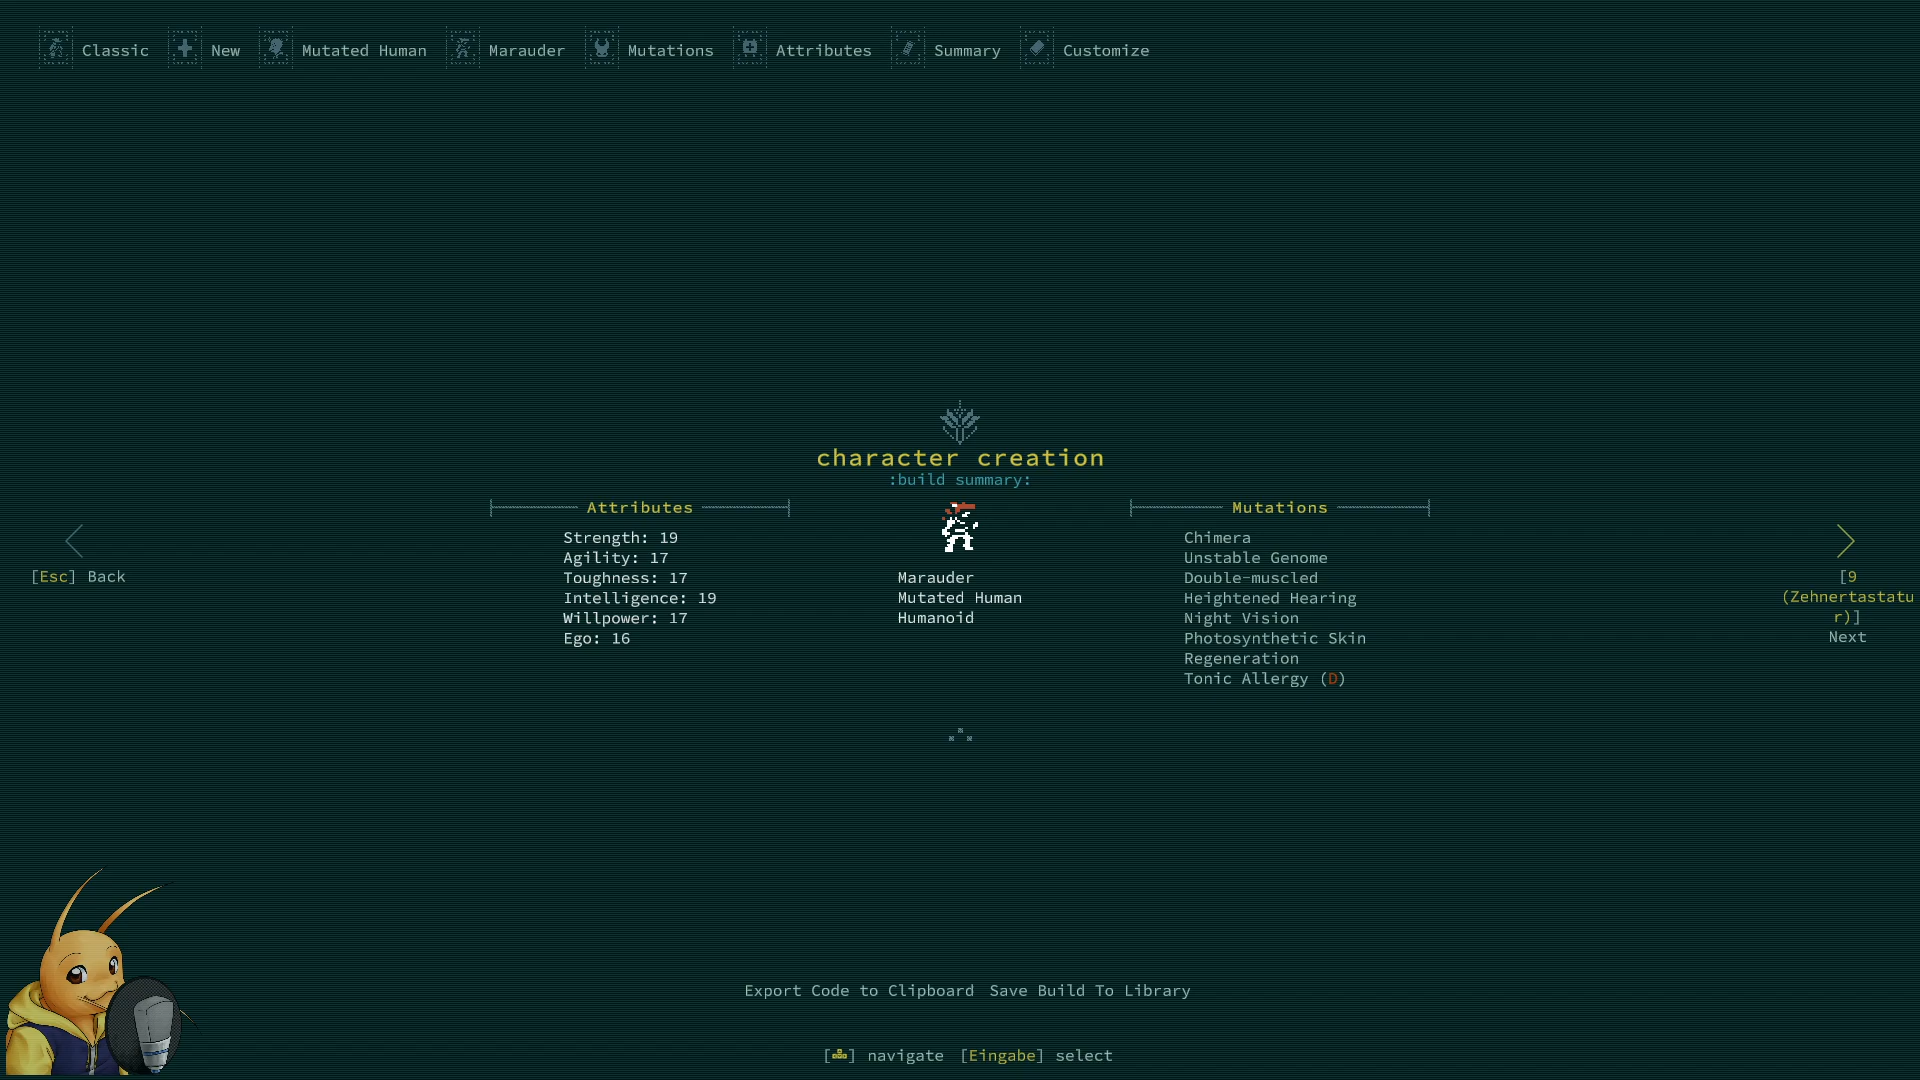 Classic New Mutated Human Marauder Mutations Attributes Summary Customize
character creation
:build summary:
Attributes
Strength: 19
Agility: 17
Toughness: 17
Intelligence: 19
Willpower: 17
Ego: 16
Marauder
Mutated Human
Humanoid
Mutations
Chimera
Unstable Genome
Double-muscled
Heightened Hearing
Night Vision
Photosynthetic Skin
Regeneration
Tonic Allergy (D)
[Esc] Back
[9
(Zehnertastatu
r)]
Next
Export Code to Clipboard Save Build To Library
[] navigate [Eingabe] select